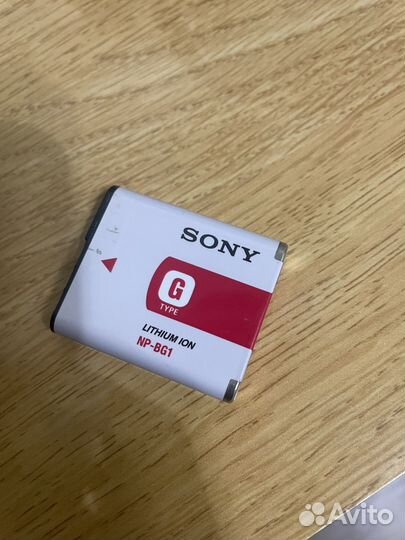 SONY
G
TYPE
LITHIUM ION
NP-BG1
Avito